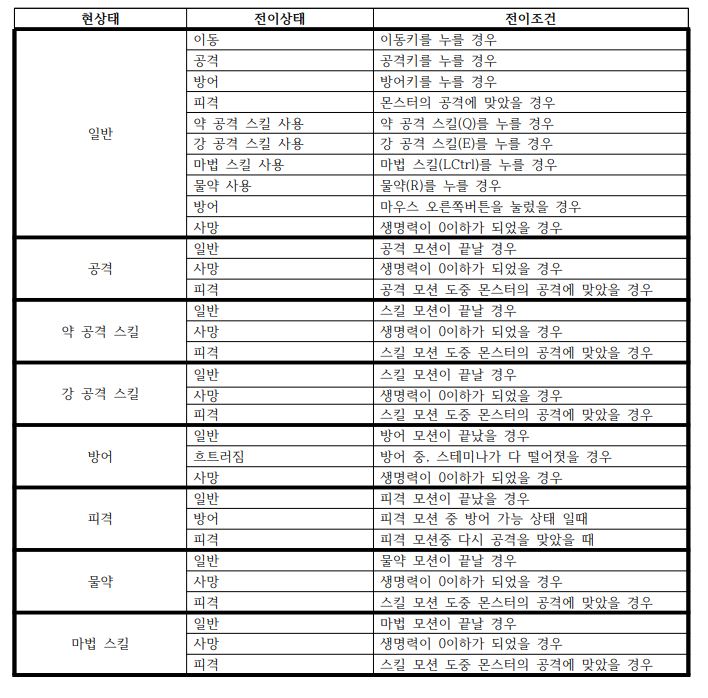 현상태 전이상태 전이조건
이동 이동키를 누를 경우
공격 공격키를 누를 경우
방어 방어키를 누를 경우
피격 몬스터의 공격에 맞았을 경우
약 공격 스킬 사용 약 공격 스킬(Q)를 누를 경우
일반 강 공격 스킬 사용 강 공격 스킬(E)를 누를 경우
마법 스킬 사용 마법 스킬(LCtrl)를 누를 경우
물약 사용 물약(R)를 누를 경우
방어 마우스 오른쪽버튼을 눌렀을 경우
사망 생명력이 0이하가 되었을 경우
일반 공격 모션이 끝날 경우
공격 사망 생명력이 0이하가 되었을 경우
피격 공격 모션 도중 몬스터의 공격에 맞았을 경우
일반 스킬 모션이 끝날 경우
약 공격 스킬 사망 생명력이 0이하가 되었을 경우
피격 스킬 모션 도중 몬스터의 공격에 맞았을 경우
일반 스킬 모션이 끝날 경우
강 공격 스킬 사망 생명력이 0이하가 되었을 경우
피격 스킬 모션 도중 몬스터의 공격에 맞았을 경우
일반 방어 모션이 끝났을 경우
방어 흐트러짐 방어 중, 스테미나가 다 떨어졋을 경우
사망 생명력이 0이하가 되었을 경우
일반 피격 모션이 끝났을 경우
피격 방어 피격 모션 중 방어 가능 상태 일때
피격 피격 모션중 다시 공격을 맞았을 때
일반 물약 모션이 끝날 경우
물약 사망 생명력이 0이하가 되었을 경우
피격 스킬 모션 도중 몬스터의 공격에 맞았을 경우
일반 마법 모션이 끝날 경우
마법 스킬 사망 생명력이 0이하가 되었을 경우
피격 스킬 모션 도중 몬스터의 공격에 맞았을 경우